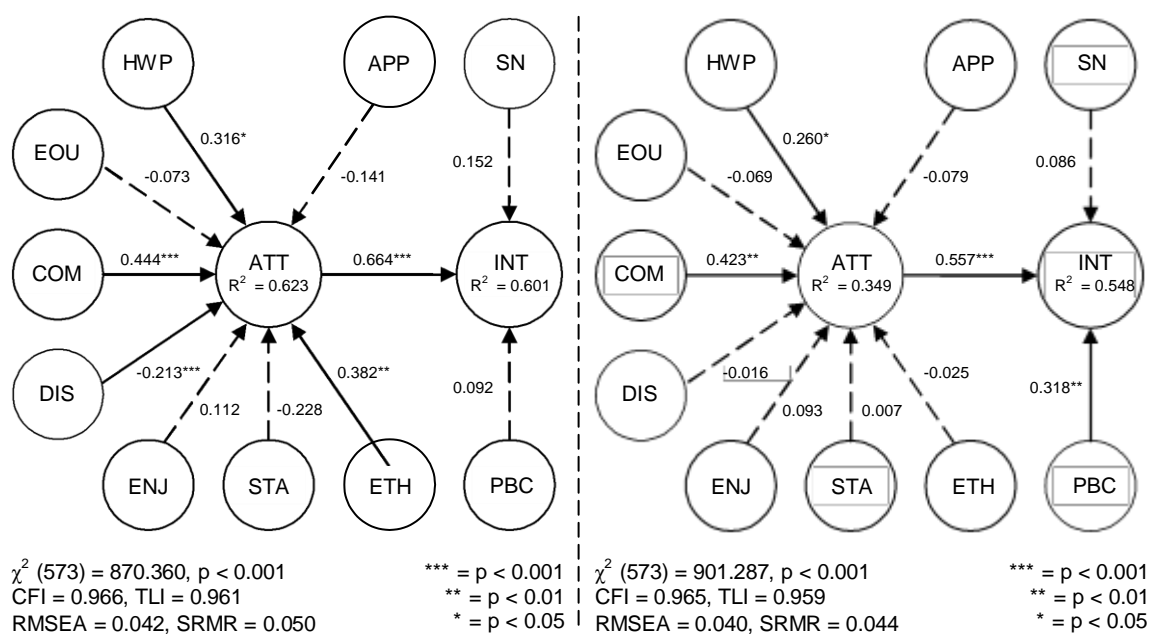 HWP
APP
SN
0.316*
EOU
-0.073
-0.141
0.152
COM
0.444***
ATT
R² = 0.623
0.664***
INT
R² = 0.601
DIS
-0.213***
0.112
-0.228
0.382**
0.092
ENJ
STA
ETH
PBC
χ² (573) = 870.360, p < 0.001
CFI = 0.966, TLI = 0.961
RMSEA = 0.042, SRMR = 0.050
*** = p < 0.001
** = p < 0.01
* = p < 0.05
HWP
APP
SN
0.260*
EOU
-0.069
-0.079
0.086
COM
0.423**
ATT
R² = 0.349
0.557***
INT
R² = 0.548
DIS
-0.016
0.093
0.007
-0.025
0.318**
ENJ
STA
ETH
PBC
χ² (573) = 901.287, p < 0.001
CFI = 0.965, TLI = 0.959
RMSEA = 0.040, SRMR = 0.044
*** = p < 0.001
** = p < 0.01
* = p < 0.05